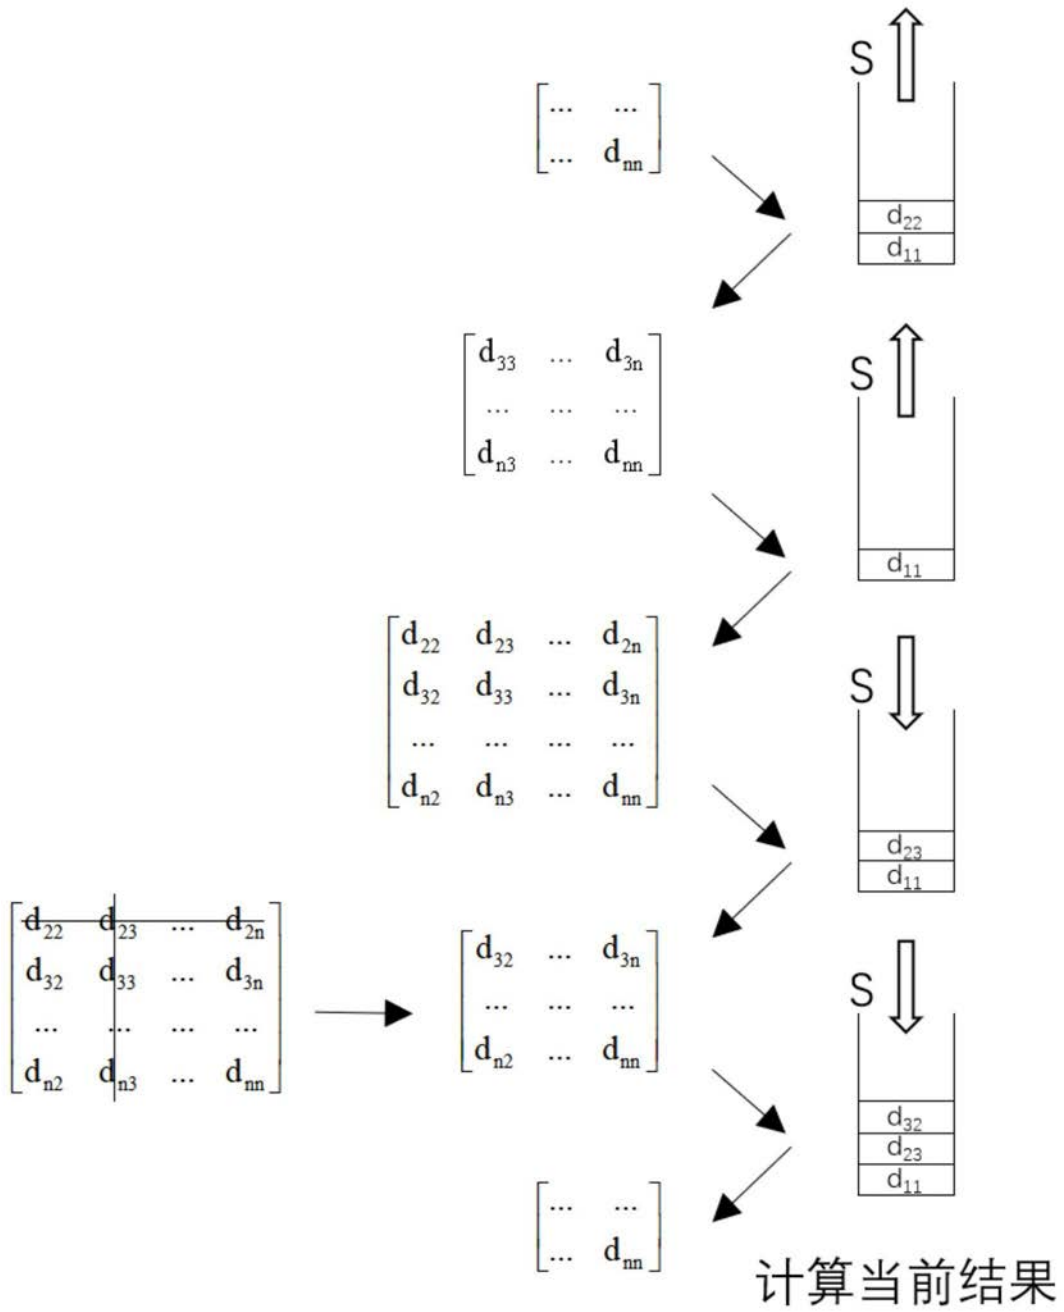 S
... ...
... dnn
d22
d11
d33 ... d3n
... ... ...
dn3 ... dnn
S
d11
d22 d23 ... d2n
d32 d33 ... d3n
... ... ... ...
dn2 dn3 ... dnn
S
d23
d11
d22 d23 ... d2n
d32 d33 ... d3n
... ... ... ...
dn2 dn3 ... dnn
d32 ... d3n
... ... ...
dn2 ... dnn
S
d32
d23
d11
... ...
... dnn
计算当前结果